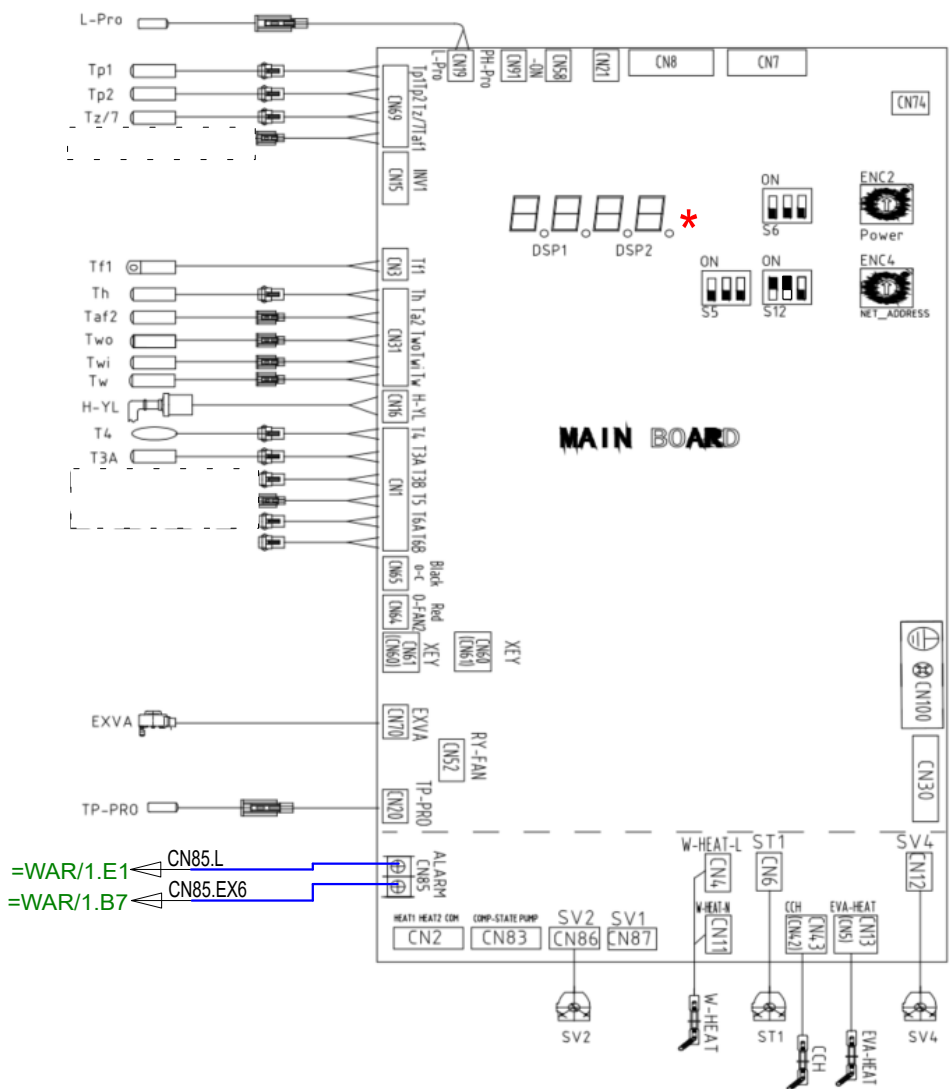 L-Pro
Tp1
Tp2
Tz/7
L-Pro
CN19
PH-Pro
CN91
-ON
CN58
CN21
CN8
CN7
CN74
CN69
Tp1Tp2Tz/7Taf1
CN15
INV1
ON
S6
ENC2
Power
DSP1
DSP2
*
ON
S5
ON
S12
ENC4
NET_ADDRESS
Tf1
Th
Taf2
Two
Twi
Tw
H-YL
T4
T3A
CN3
Tf1
CN31
Th Ta2 TwoTwiTw
CN16
H-YL
CN1
T4 T3A T3B T5 T6AT6B
MAIN BOARD
CN65
o-c
Black
CN64
O-FAN2
Red
CN61
(CN60)
XEY
CN60
(CN61)
XEY
CN100
CN30
EXVA
CN70
EXVA
CN52
RY-FAN
TP-PRO
CN20
TP-PRO
=WAR/1.E1
CN85.L
=WAR/1.B7
CN85.EX6
ALARM
CN85
HEAT1 HEAT2 COM
CN2
COMP-STATE PUMP
CN83
SV2
CN86
SV1
CN87
W-HEAT-L
CN4
W-HEAT-N
CN11
ST1
CN6
CCH
CN43
(CN42)
EVA-HEAT
CN13
(CN5)
SV4
CN12
SV2
W-HEAT
ST1
CCH
EVA-HEAT
SV4